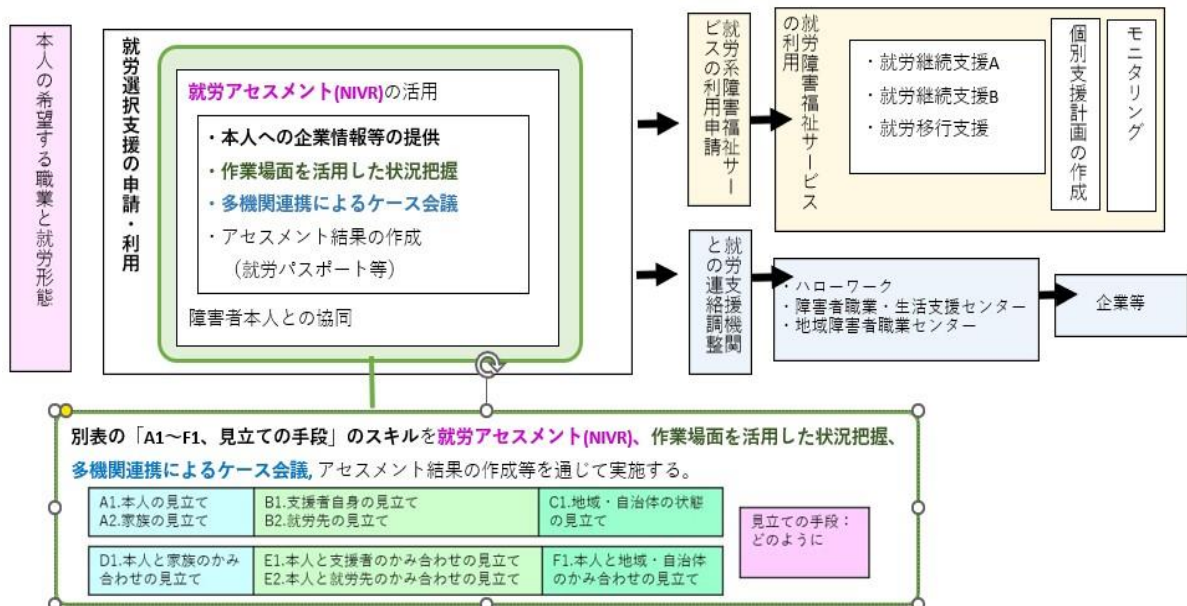 本人の希望する職業と就労形態
就労選択支援の申請・利用
就労アセスメント(NIVR)の活用
・本人への企業情報等の提供
・作業場面を活用した状況把握
・多機関連携によるケース会議
・アセスメント結果の作成
（就労パスポート等）
障害者本人との協同
就労系障害福祉サー
ビスの利用申請
就労障害福祉サービス
の利用
・就労継続支援A
・就労継続支援B
・就労移行支援
個別支援計画の作成
モニタリング
就労支援機関
との連絡調整
・ハローワーク
・障害者職業・生活支援センター
・地域障害者職業センター
企業等
別表の「A1～F1、見立ての手段」のスキルを就労アセスメント(NIVR)、作業場面を活用した状況把握、
多機関連携によるケース会議, アセスメント結果の作成等を通じて実施する。
A1.本人の見立て
A2.家族の見立て
B1.支援者自身の見立て
B2.就労先の見立て
C1.地域・自治体の状態
の見立て
見立ての手段：
どのように
D1.本人と家族のかみ
合わせの見立て
E1.本人と支援者のかみ合わせの見立て
E2.本人と就労先のかみ合わせの見立て
F1.本人と地域・自治体
のかみ合わせの見立て